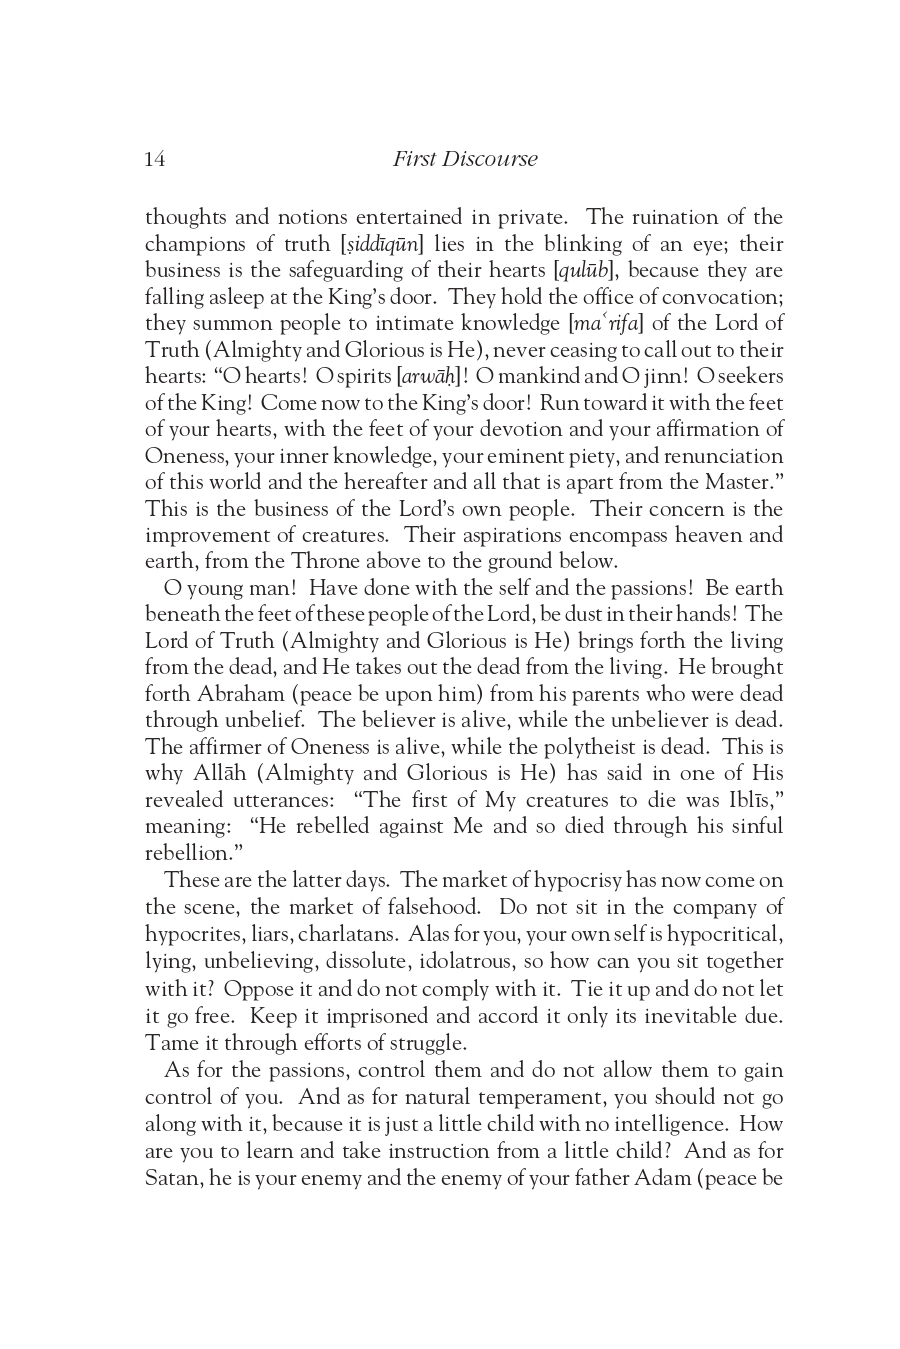 14
First Discourse
thoughts and notions entertained in private. The ruination of the
champions of truth [ṣiddīqūn] lies in the blinking of an eye; their
business is the safeguarding of their hearts [qulūb], because they are
falling asleep at the King’s door. They hold the office of convocation;
they summon people to intimate knowledge [maʿrifa] of the Lord of
Truth (Almighty and Glorious is He), never ceasing to call out to their
hearts: “O hearts! O spirits [arwāḥ]! O mankind and O jinn! O seekers
of the King! Come now to the King’s door! Run toward it with the feet
of your hearts, with the feet of your devotion and your affirmation of
Oneness, your inner knowledge, your eminent piety, and renunciation
of this world and the hereafter and all that is apart from the Master.”
This is the business of the Lord’s own people. Their concern is the
improvement of creatures. Their aspirations encompass heaven and
earth, from the Throne above to the ground below.
O young man! Have done with the self and the passions! Be earth
beneath the feet of these people of the Lord, be dust in their hands! The
Lord of Truth (Almighty and Glorious is He) brings forth the living
from the dead, and He takes out the dead from the living. He brought
forth Abraham (peace be upon him) from his parents who were dead
through unbelief. The believer is alive, while the unbeliever is dead.
The affirmer of Oneness is alive, while the polytheist is dead. This is
why Allāh (Almighty and Glorious is He) has said in one of His
revealed utterances: “The first of My creatures to die was Iblīs,”
meaning: “He rebelled against Me and so died through his sinful
rebellion.”
These are the latter days. The market of hypocrisy has now come on
the scene, the market of falsehood. Do not sit in the company of
hypocrites, liars, charlatans. Alas for you, your own self is hypocritical,
lying, unbelieving, dissolute, idolatrous, so how can you sit together
with it? Oppose it and do not comply with it. Tie it up and do not let
it go free. Keep it imprisoned and accord it only its inevitable due.
Tame it through efforts of struggle.
As for the passions, control them and do not allow them to gain
control of you. And as for natural temperament, you should not go
along with it, because it is just a little child with no intelligence. How
are you to learn and take instruction from a little child? And as for
Satan, he is your enemy and the enemy of your father Adam (peace be